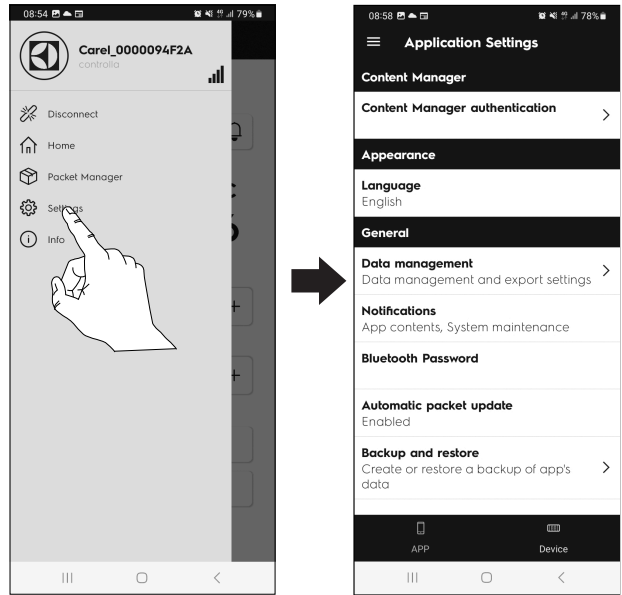 08:54
79%
Carel_0000094F2A
controlla
Disconnect
Home
Packet Manager
Settings
Info
08:58
78%
Application Settings
Content Manager
Content Manager authentication
Appearance
Language
English
General
Data management
Data management and export settings
Notifications
App contents, System maintenance
Bluetooth Password
Automatic packet update
Enabled
Backup and restore
Create or restore a backup of app's
data
APP
Device